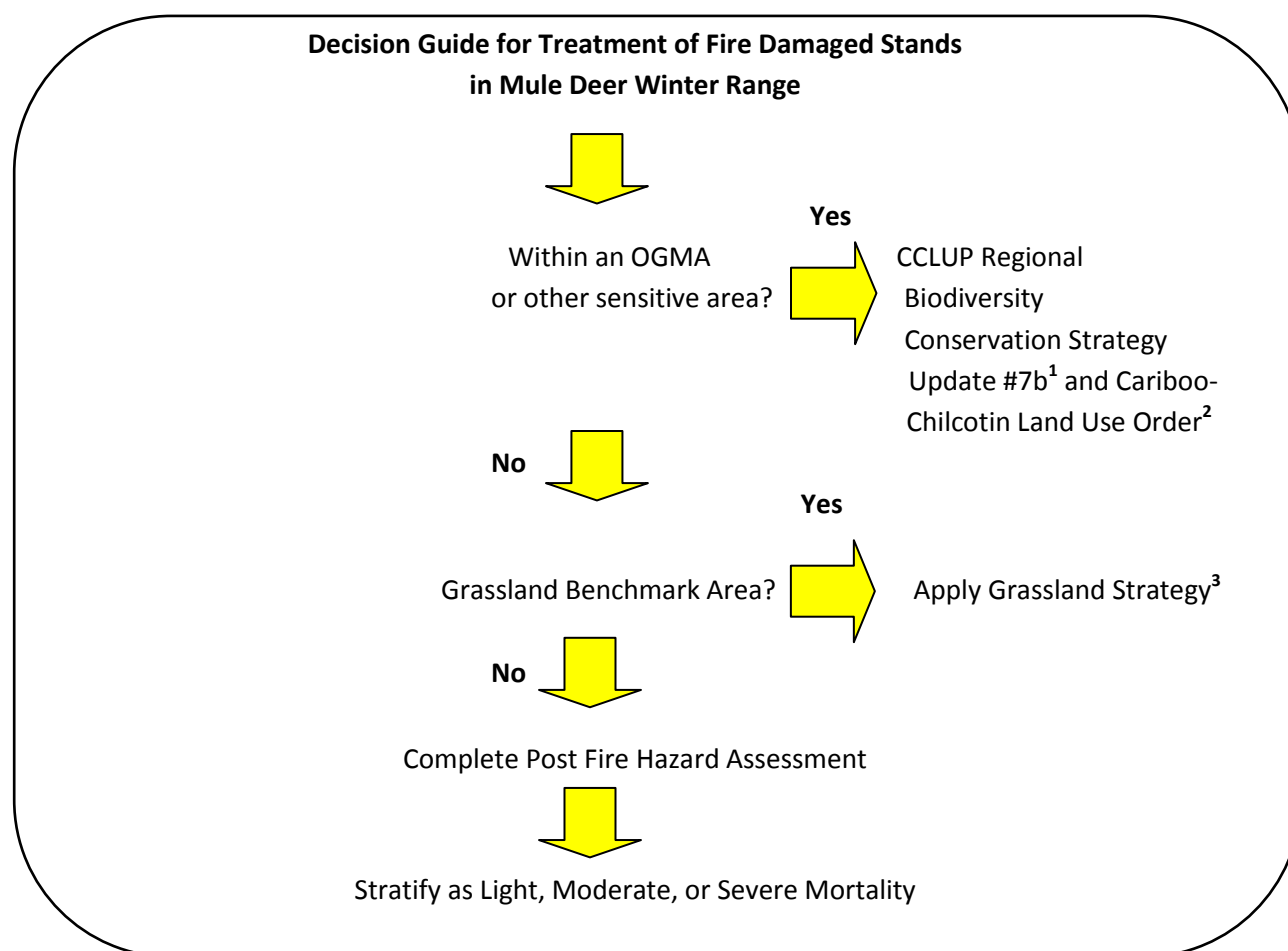 Decision Guide for Treatment of Fire Damaged Stands
in Mule Deer Winter Range
Within an OGMA
or other sensitive area?
Yes
CCLUP Regional
Biodiversity
Conservation Strategy
Update #7b¹ and Cariboo-
Chilcotin Land Use Order²
No
Grassland Benchmark Area?
Yes
Apply Grassland Strategy³
No
Complete Post Fire Hazard Assessment
Stratify as Light, Moderate, or Severe Mortality